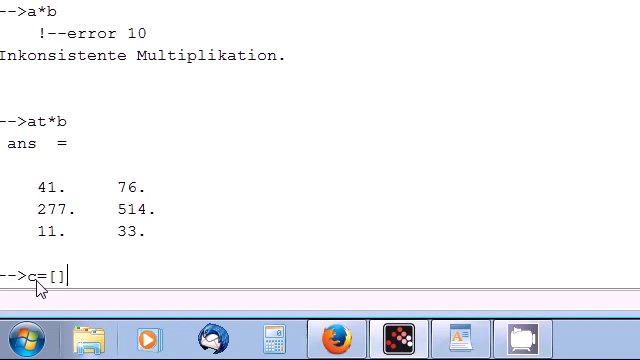 -->a*b
!--error 10
Inkonsistente Multiplikation.
-->at*b
ans =
41. 76.
277. 514.
11. 33.
-->c=[]